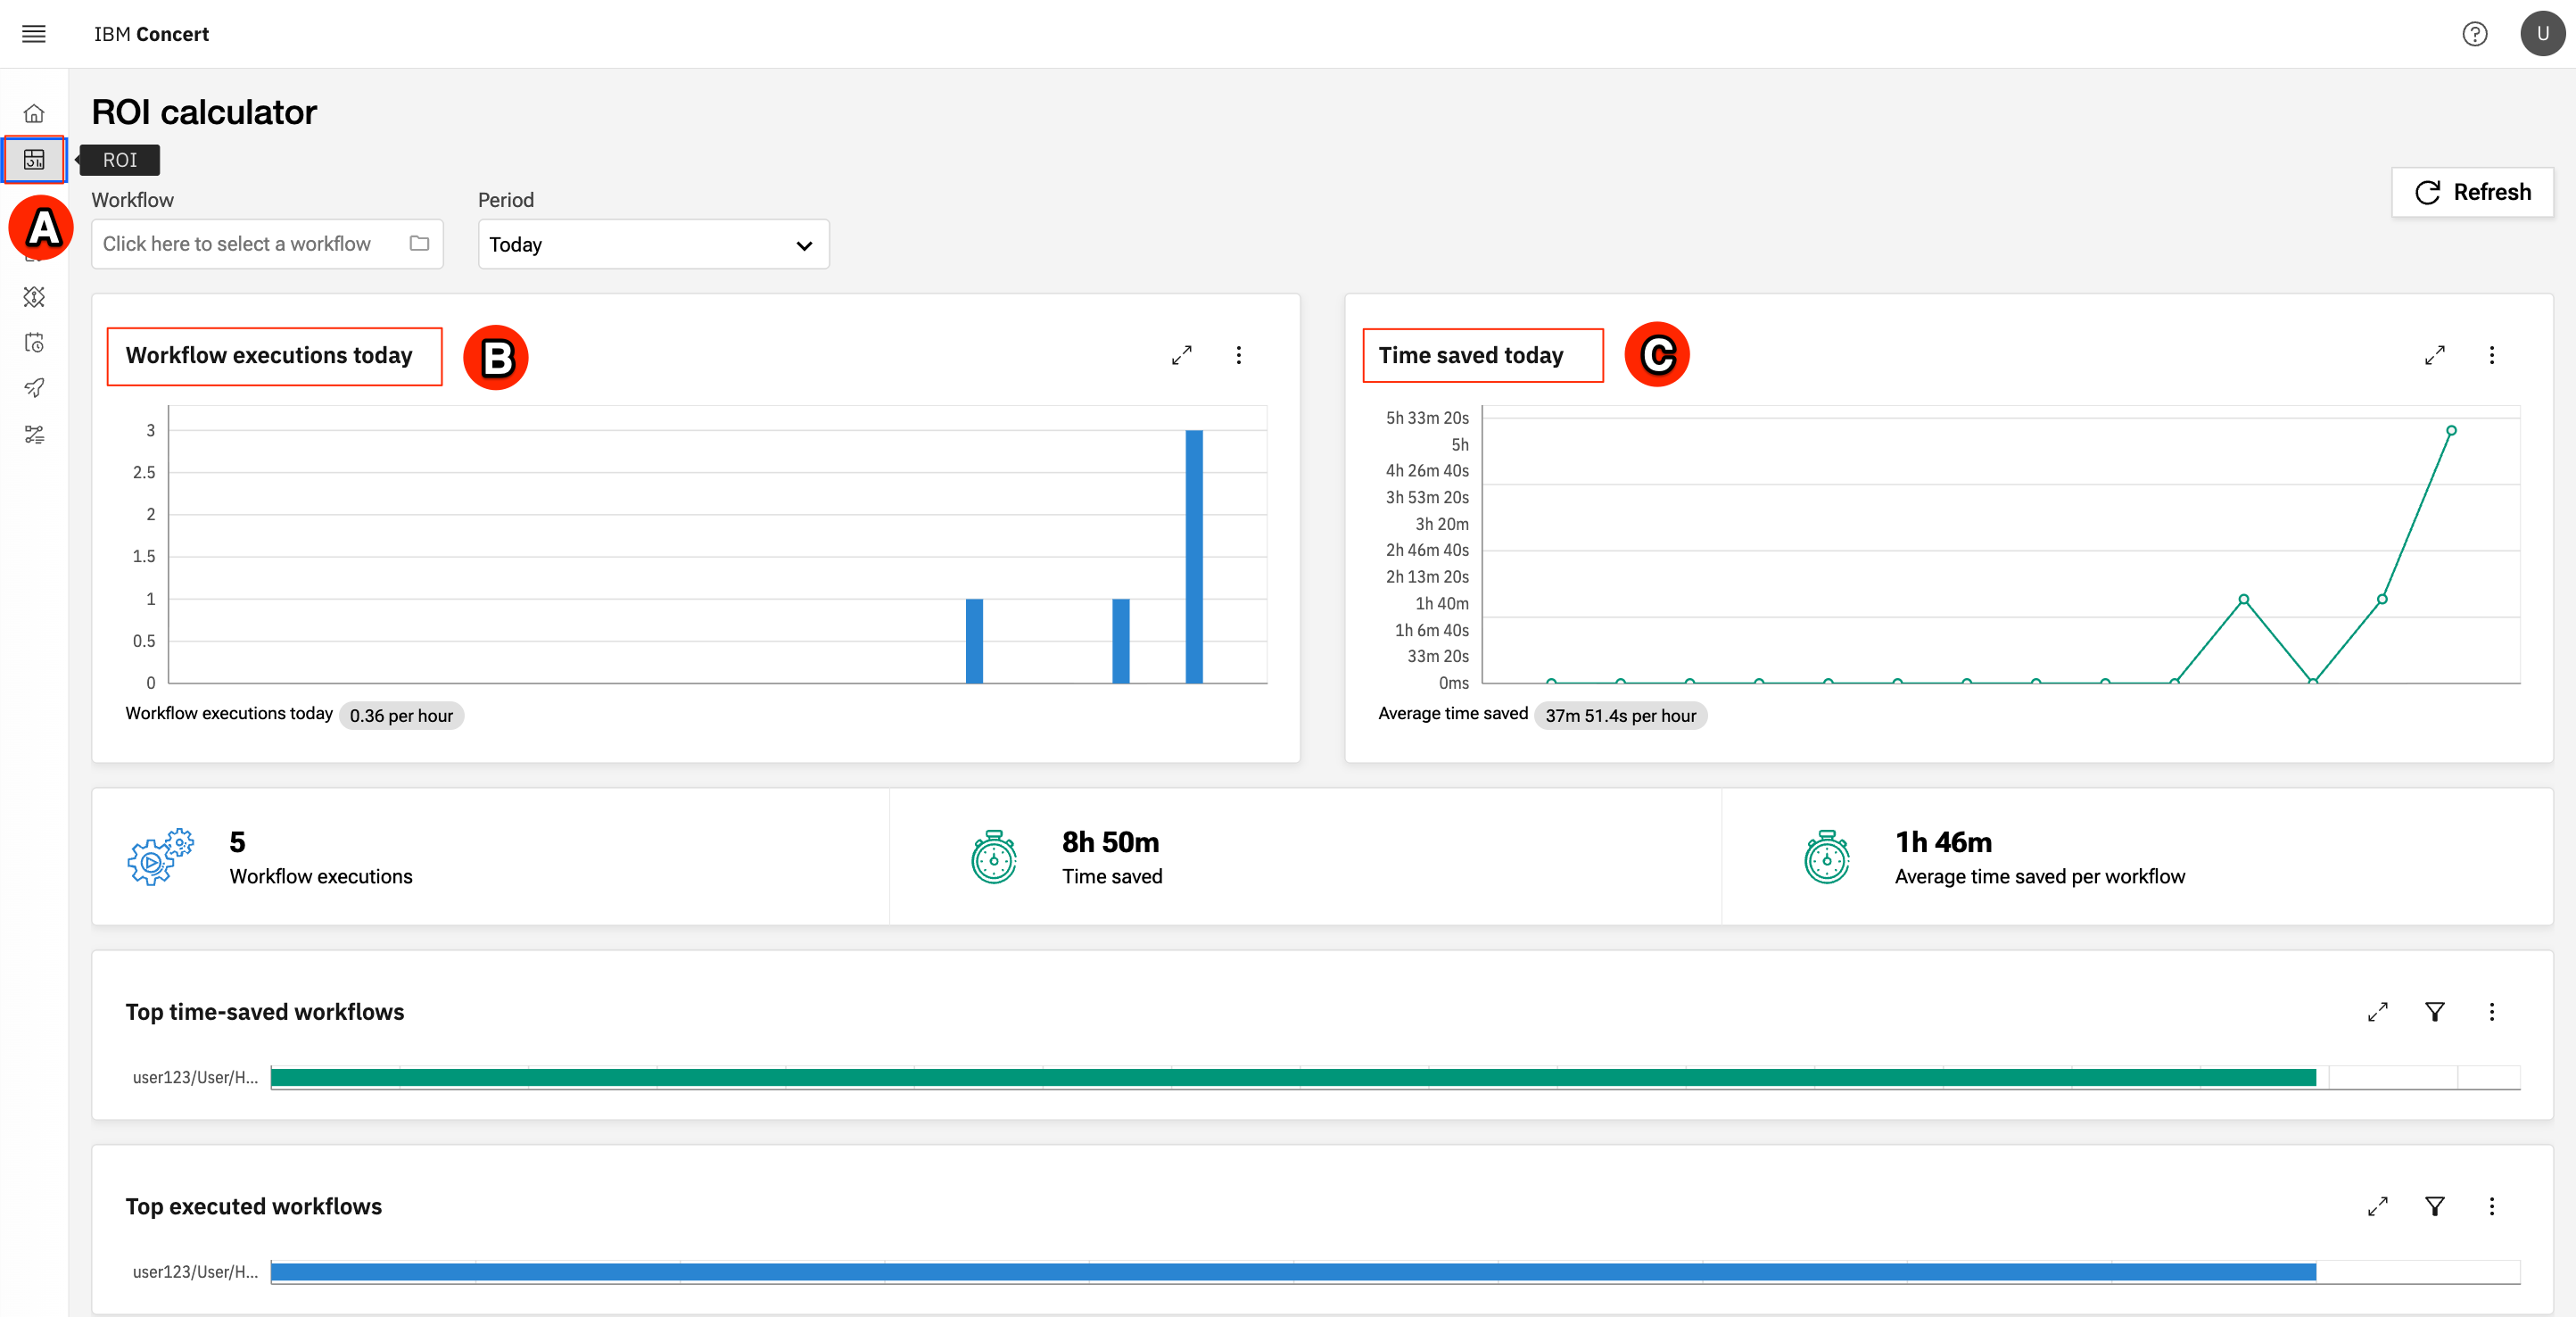 IBM Concert
U
ROI calculator
ROI
A
Workflow
Period
Click here to select a workflow
Today
Refresh
Workflow executions today
B
3
2.5
2
1.5
1
0.5
0
Workflow executions today 0.36 per hour
Time saved today
C
5h 33m 20s
5h
4h 26m 40s
3h 53m 20s
3h 20m
2h 46m 40s
2h 13m 20s
1h 40m
1h 6m 40s
33m 20s
0ms
Average time saved 37m 51.4s per hour
5
Workflow executions
8h 50m
Time saved
1h 46m
Average time saved per workflow
Top time-saved workflows
user123/User/H...
Top executed workflows
user123/User/H...